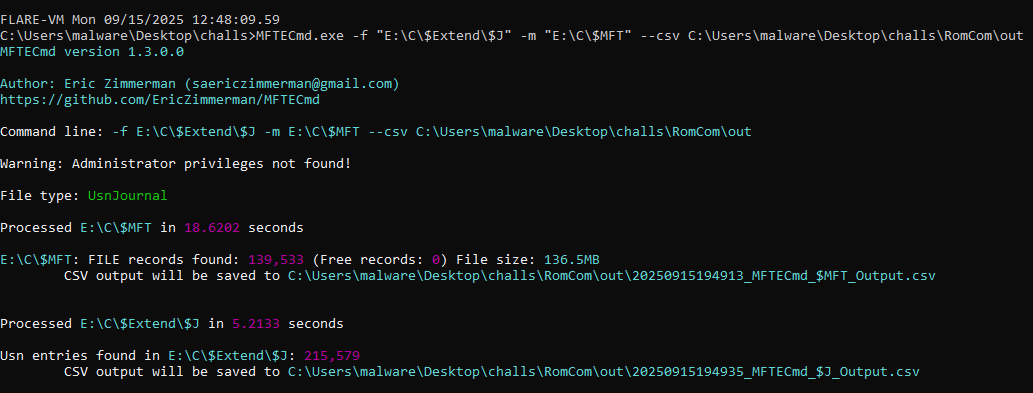 FLARE-VM Mon 09/15/2025 12:48:09.59
C:\Users\malware\Desktop\challs>MFTECmd.exe -f "E:\C\$Extend\$J" -m "E:\C\$MFT" --csv C:\Users\malware\Desktop\challs\RomCom\out
MFTECmd version 1.3.0.0
Author: Eric Zimmerman (saericzimmerman@gmail.com)
https://github.com/EricZimmerman/MFTECmd
Command line: -f E:\C\$Extend\$J -m E:\C\$MFT --csv C:\Users\malware\Desktop\challs\RomCom\out
Warning: Administrator privileges not found!
File type: UsnJournal
Processed E:\C\$MFT in 18.6202 seconds
E:\C\$MFT: FILE records found: 139,533 (Free records: 0) File size: 136.5MB
CSV output will be saved to C:\Users\malware\Desktop\challs\RomCom\out\20250915194913_MFTECmd_$MFT_Output.csv
Processed E:\C\$Extend\$J in 5.2133 seconds
Usn entries found in E:\C\$Extend\$J: 215,579
CSV output will be saved to C:\Users\malware\Desktop\challs\RomCom\out\20250915194935_MFTECmd_$J_Output.csv